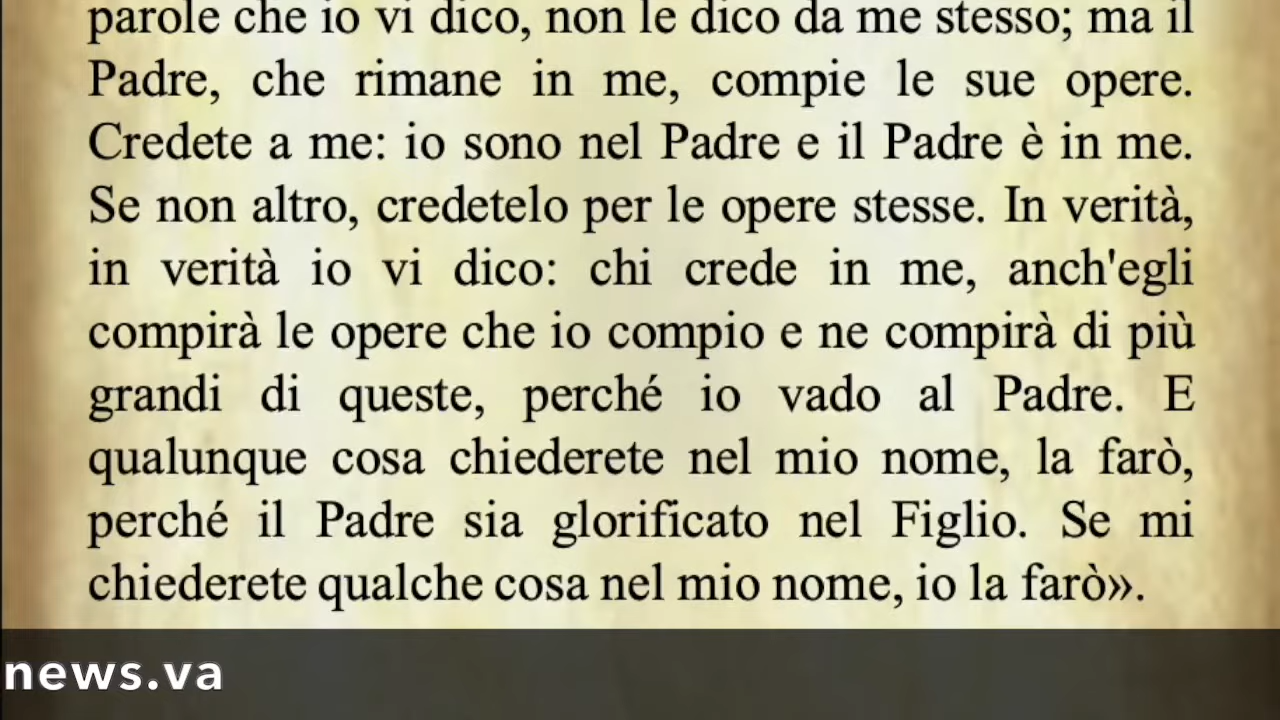 parole che io vi dico, non le dico da me stesso; ma il
Padre, che rimane in me, compie le sue opere.
Credete a me: io sono nel Padre e il Padre è in me.
Se non altro, credetelo per le opere stesse. In verità,
in verità io vi dico: chi crede in me, anch'egli
compirà le opere che io compio e ne compirà di più
grandi di queste, perché io vado al Padre. E
qualunque cosa chiederete nel mio nome, la farò,
perché il Padre sia glorificato nel Figlio. Se mi
chiederete qualche cosa nel mio nome, io la farò».
news.va